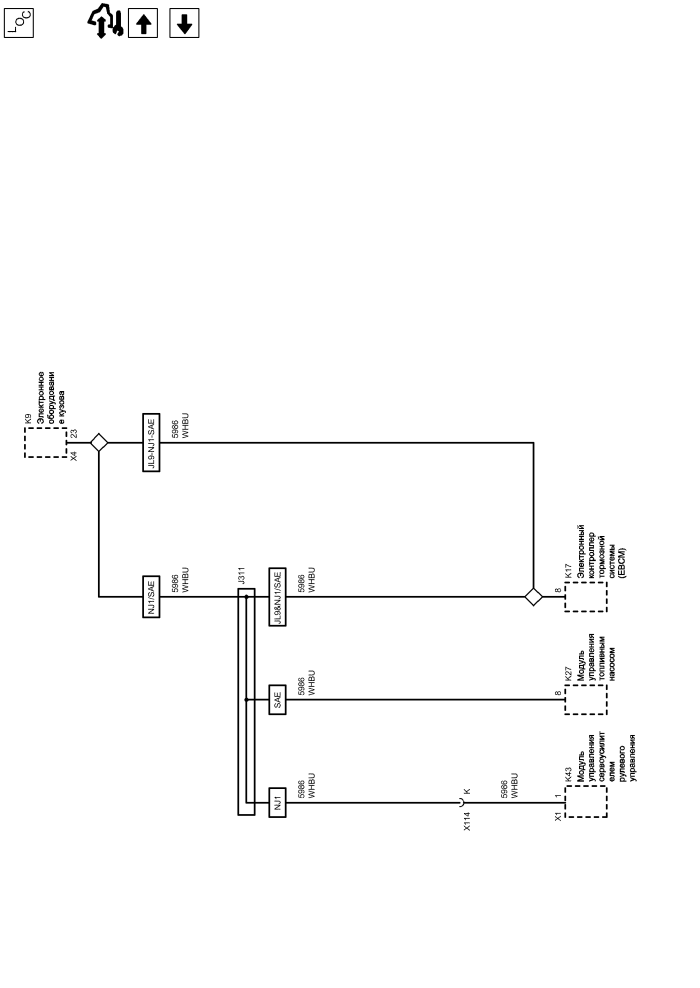 LOC
K9
Электронное
оборудовани
е кузова
X4
23
JL9-NJ1-SAE
5986
WHBU
NJ1/SAE
5986
WHBU
J311
JL9&NJ1/SAE
5986
WHBU
8
K17
Электронный
контроллер
тормозной
системы
(EBCM)
SAE
5986
WHBU
8
K27
Модуль
управления
топливным
насосом
NJ1
5986
WHBU
X114
K
5986
WHBU
X1
1
K43
Модуль
управления
сервоусилит
елем
рулевого
управления